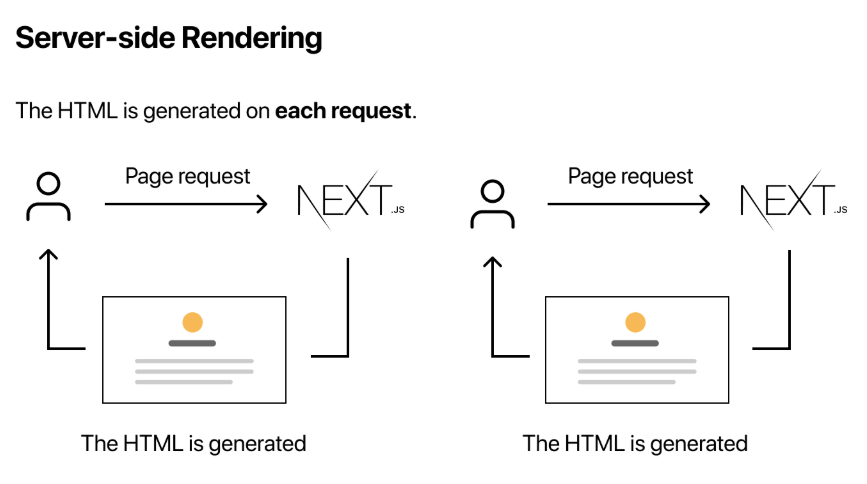 Server-side Rendering
The HTML is generated on each request.
Page request
NEXT.JS
Page request
NEXT.JS
The HTML is generated
The HTML is generated